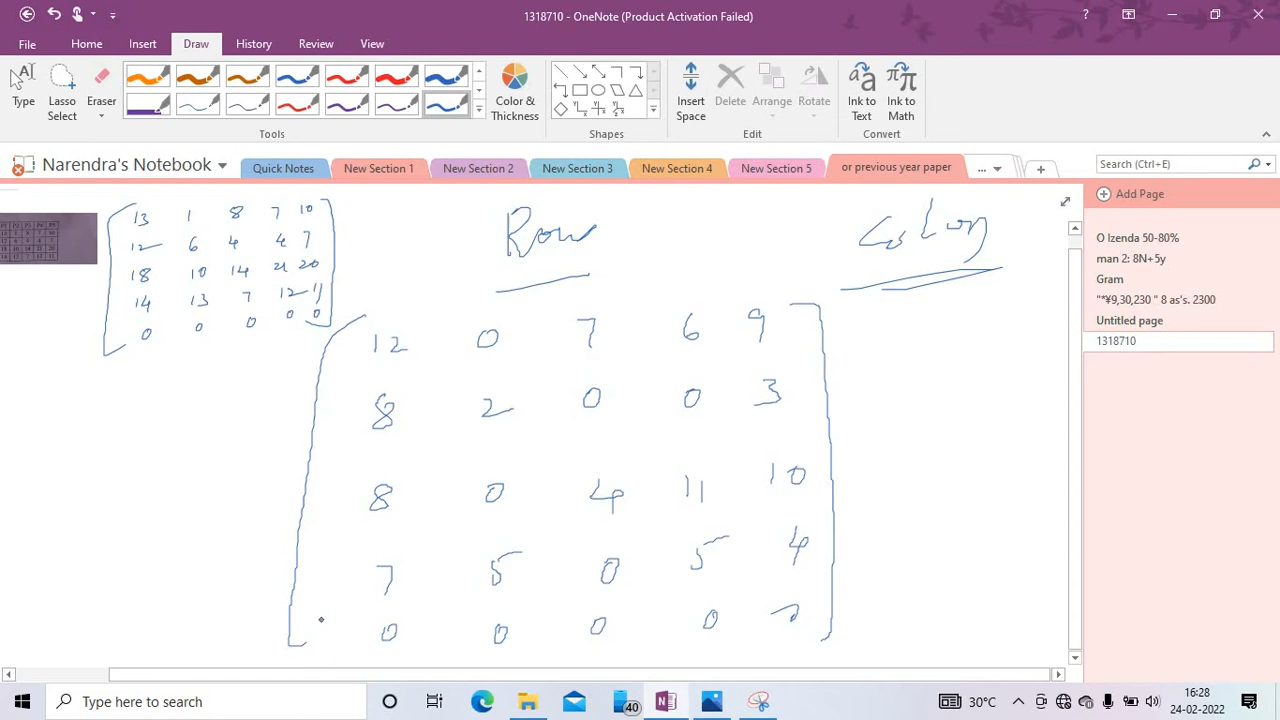 1318710 - OneNote (Product Activation Failed)
File Home Insert Draw History Review View
Type Lasso Select Eraser Color & Thickness Insert Space Delete Arrange Rotate Ink to Text Ink to Math
Tools Shapes Edit Convert
Narendra's Notebook Quick Notes New Section 1 New Section 2 New Section 3 New Section 4 New Section 5 or previous year paper ... Search (Ctrl+E)
Add Page
O Izenda 50-80%
man 2: 8N+5y
Gram
"*¥9,30,230 " 8 as's. 2300
Untitled page
1318710
13 1 8 7 10
12 6 4 4 7
18 10 14 21 20
14 13 7 12 11
0 0 0 0 0
Row
12 0 7 6 9
8 2 0 0 3
8 0 4 11 10
7 5 0 5 4
0 0 0 0
Type here to search 40 30°C 16:28
24-02-2022